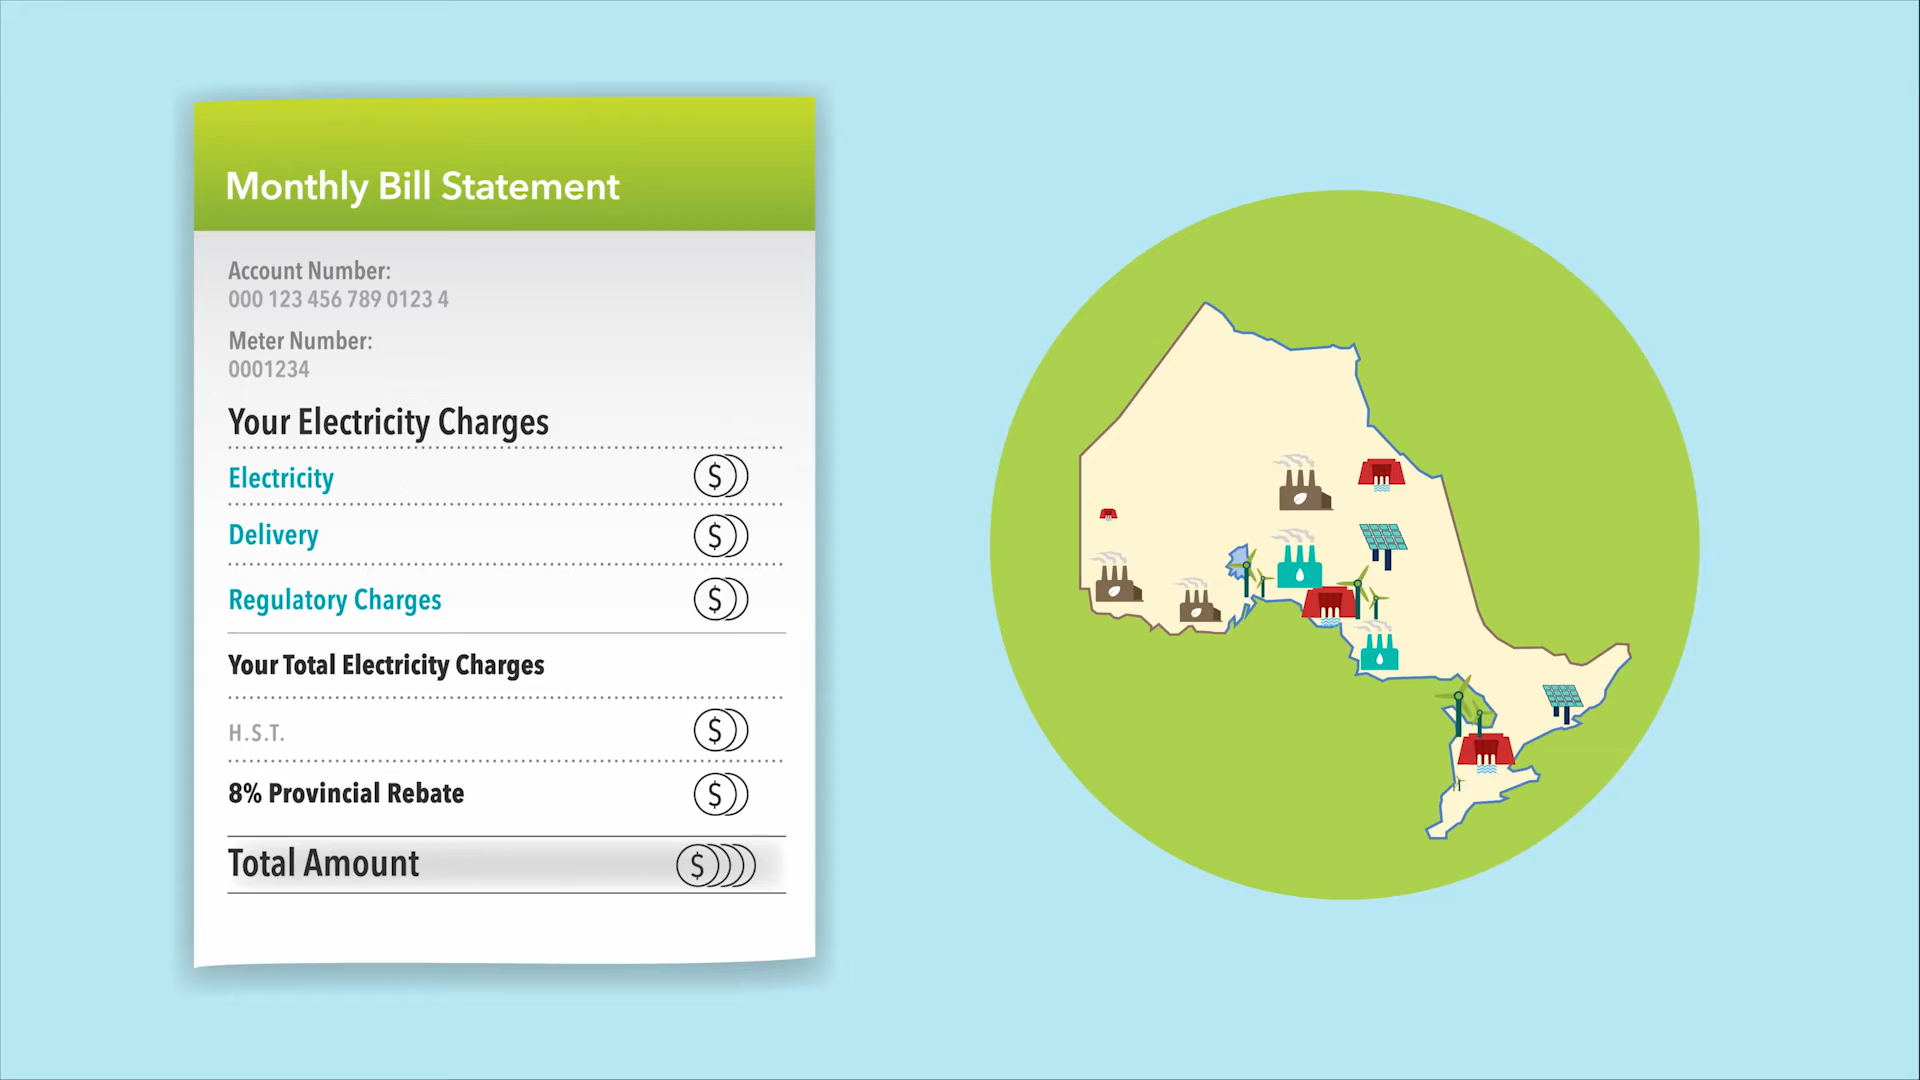 Monthly Bill Statement
Account Number:
000 123 456 789 0123 4
Meter Number:
0001234
Your Electricity Charges
Electricity $
Delivery $
Regulatory Charges $
Your Total Electricity Charges
H.S.T. $
8% Provincial Rebate $
Total Amount $